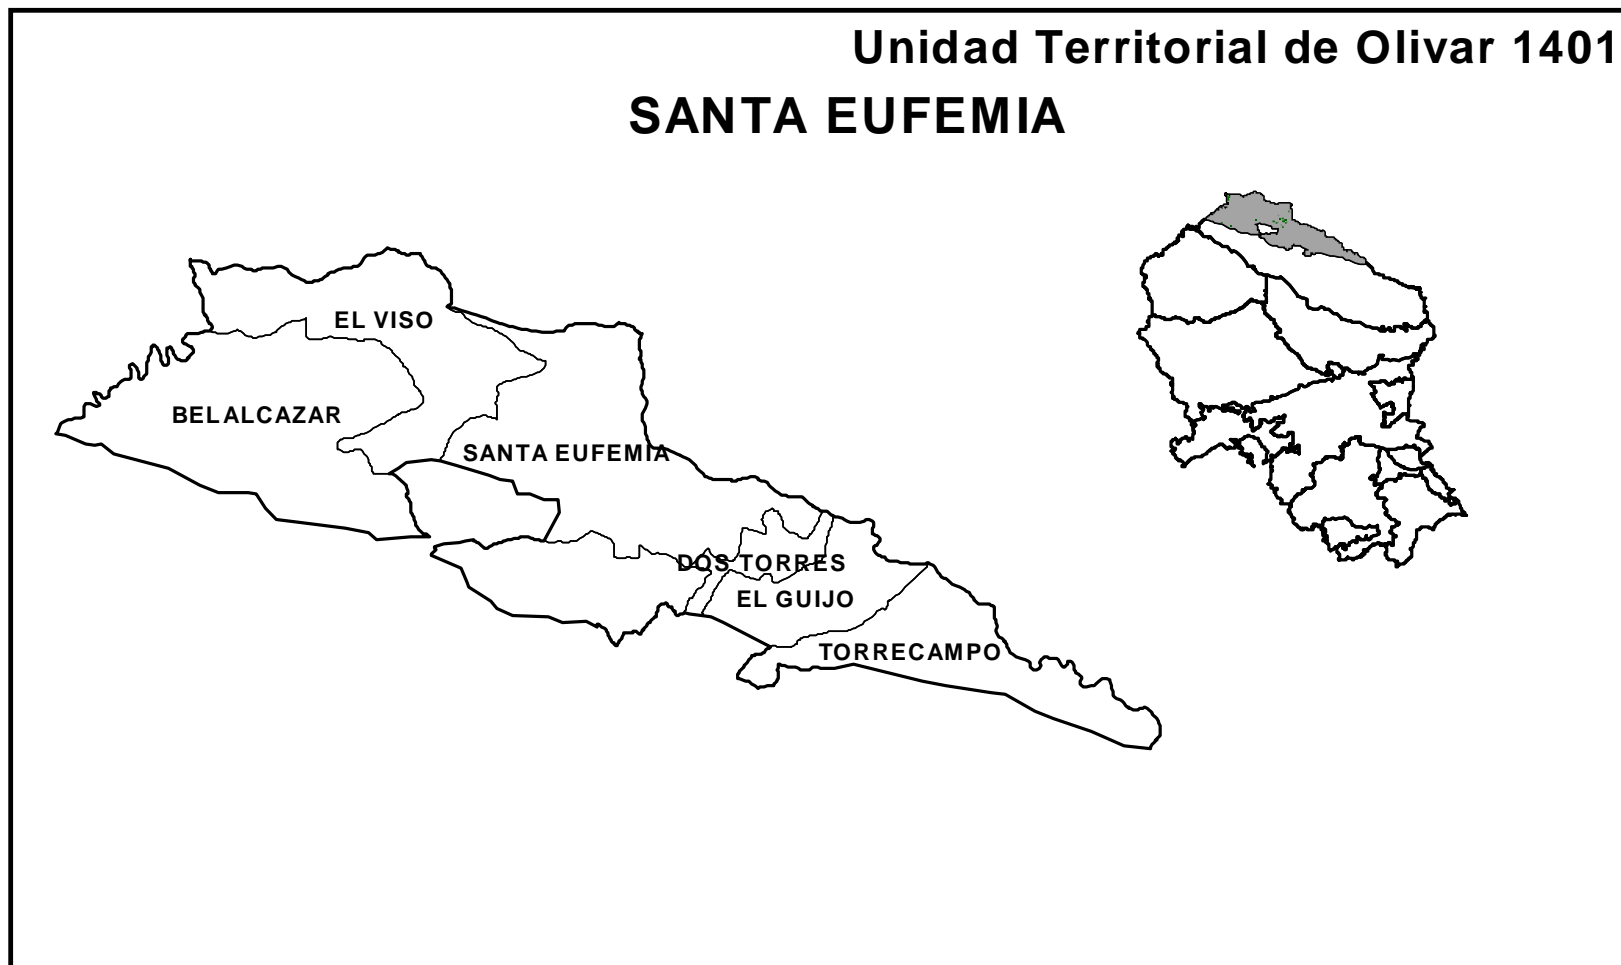 Unidad Territorial de Olivar 1401
SANTA EUFEMIA
EL VISO
BELALCAZAR
SANTA EUFEMIA
DOS TORRES
EL GUIJO
TORRECAMPO